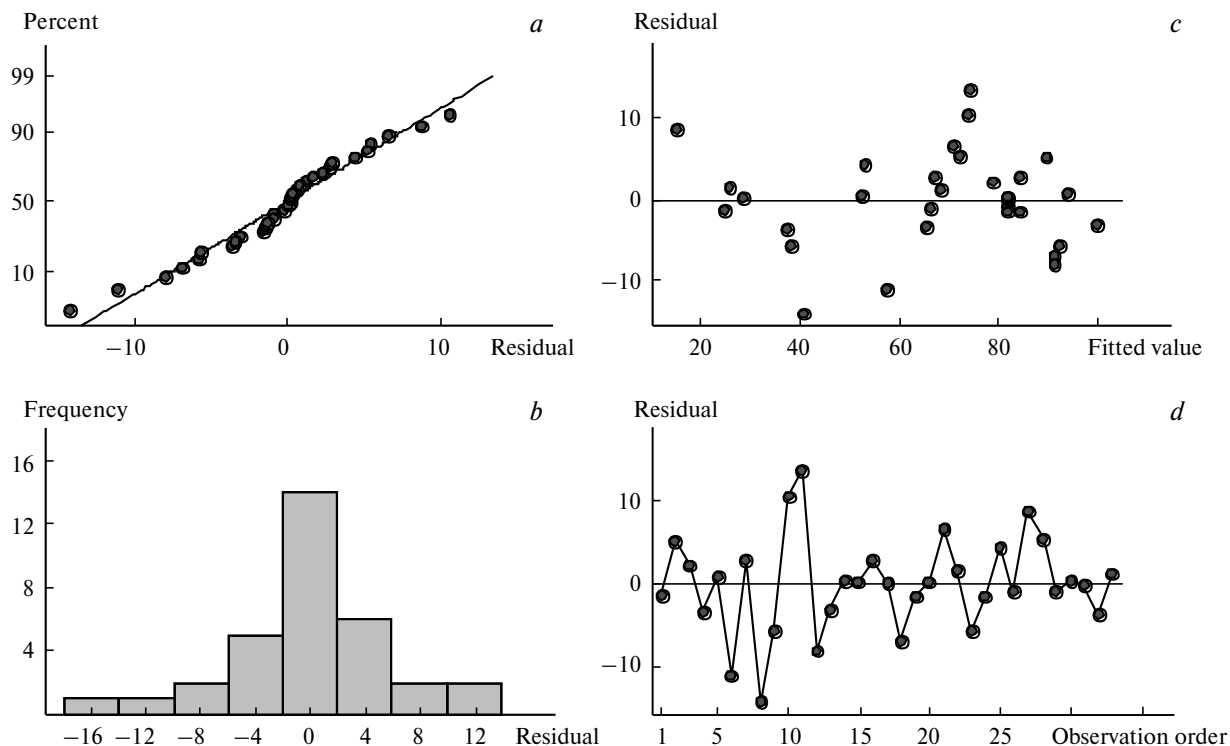 Percent a
99
90
50
10
−10 0 10 Residual
Residual c
10
0
−10
20 40 60 80 Fitted value
Frequency b
16
12
8
4
−16 −12 −8 −4 0 4 8 12 Residual
Residual d
10
0
−10
1 5 10 15 20 25 Observation order